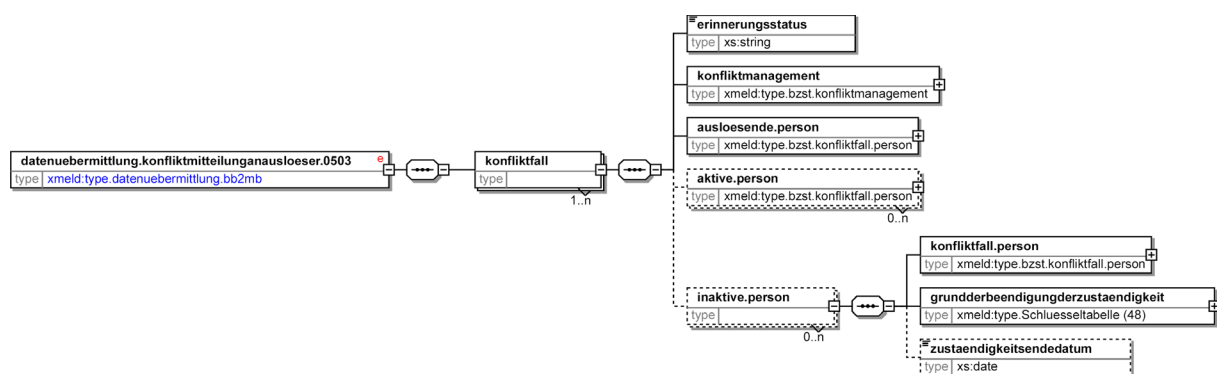 erinnerungsstatus
type xs:string
konfliktmanagement
type xmeld:type.bzst.konfliktmanagement
ausloesende.person
type xmeld:type.bzst.konfliktfall.person
datenuebermittlung.konfliktmitteilunganausloeser.0503 e
type xmeld:type.datenuebermittlung.bb2mb
konfliktfall
type
1..n
aktive.person
type xmeld:type.bzst.konfliktfall.person
0..n
konfliktfall.person
type xmeld:type.bzst.konfliktfall.person
inaktive.person
type
0..n
grundderbeendigungderzustaendigkeit
type xmeld:type.Schluesseltabelle (48)
zustaendigkeitsendedatum
type xs:date